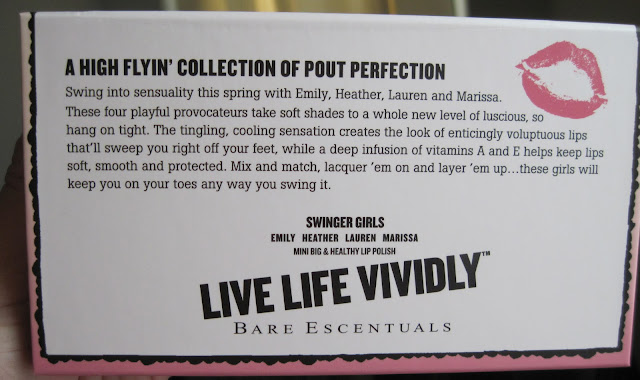 A HIGH FLYIN' COLLECTION OF POUT PERFECTION
Swing into sensuality this spring with Emily, Heather, Lauren and Marissa.
These four playful provocateurs take soft shades to a whole new level of luscious, so
hang on tight. The tingling, cooling sensation creates the look of enticingly voluptuous lips
that'll sweep you right off your feet, while a deep infusion of vitamins A and E helps keep lips
soft, smooth and protected. Mix and match, lacquer 'em on and layer 'em up...these girls will
keep you on your toes any way you swing it.
SWINGER GIRLS
EMILY HEATHER LAUREN MARISSA
MINI BIG & HEALTHY LIP POLISH
LIVE LIFE VIVIDLY™
BARE ESCENTUALS